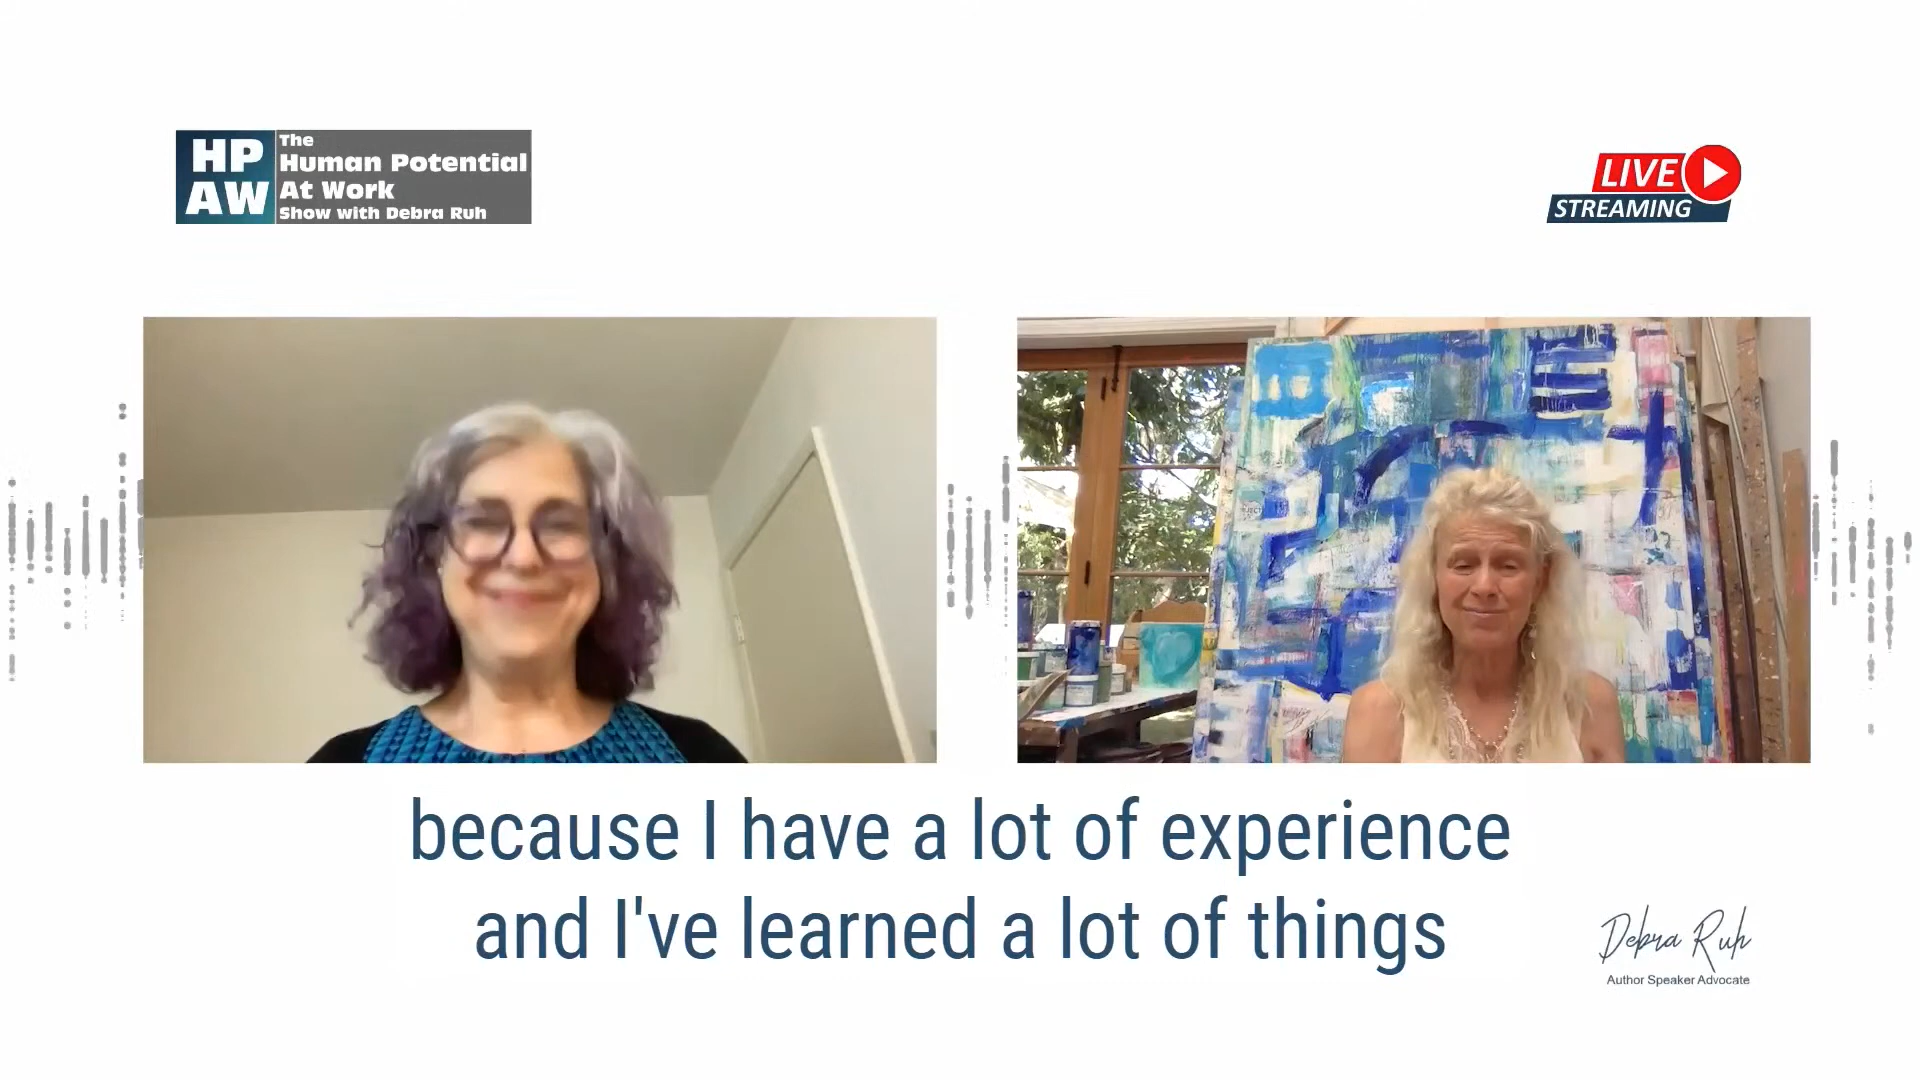 HP
AW
The
Human Potential
At Work
Show with Debra Ruh
LIVE
STREAMING
because I have a lot of experience
and I've learned a lot of things
Debra Ruh
Author Speaker Advocate